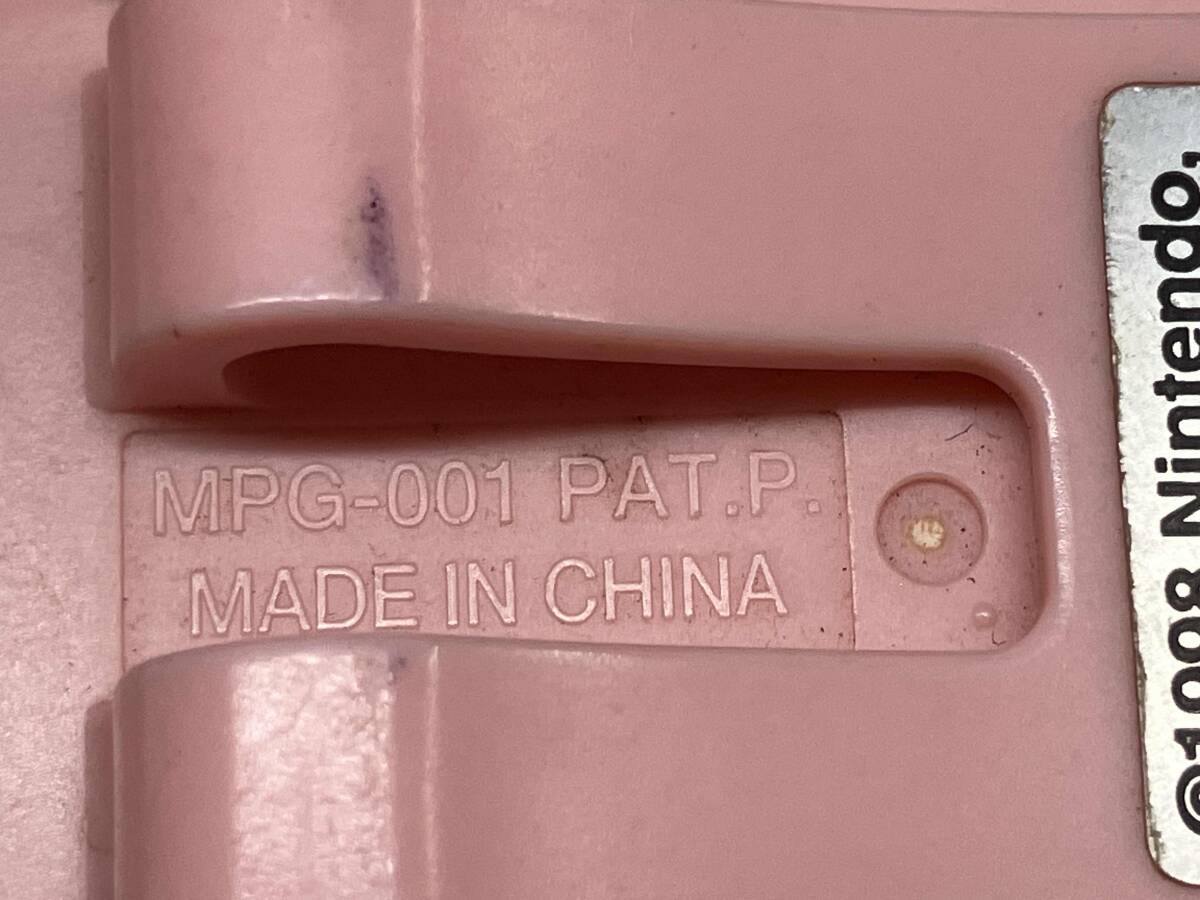 MPG-001 PAT.P.
MADE IN CHINA
©1998 Nintendo,